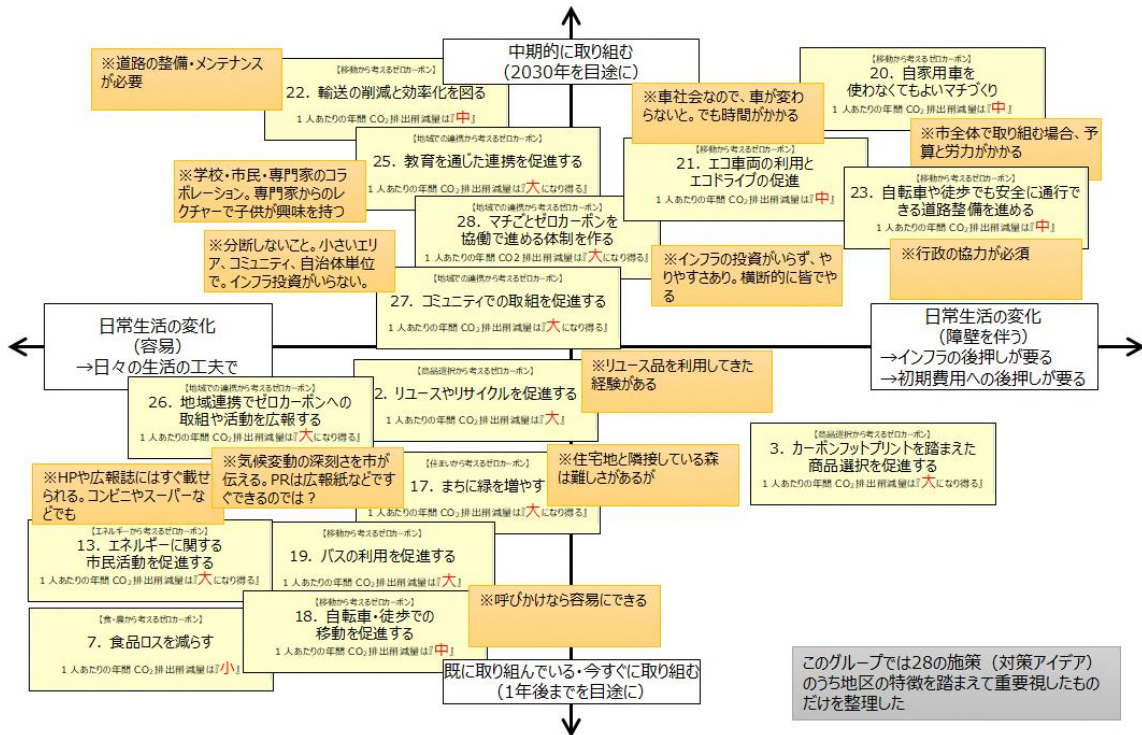 中期的に取り組む
(2030年を目途に)
※道路の整備・メンテナンス
が必要
【移動から考えるゼロカーボン】
22. 輸送の削減と効率化を図る
1人あたりの年間 CO₂ 排出削減量は『中』
【移動から考えるゼロカーボン】
20. 自家用車を
使わなくてもよいマチづくり
1人あたりの年間 CO₂ 排出削減量は『中』
※車社会なので、車が変わ
らないと。でも時間がかかる
※市全体で取り組む場合、予
算と労力がかかる
【地域での連携から考えるゼロカーボン】
25. 教育を通じた連携を促進する
1人あたりの年間 CO₂ 排出削減量は『大になり得る』
【移動から考えるゼロカーボン】
21. エコ車両の利用と
エコドライブの促進
1人あたりの年間 CO₂ 排出削減量は『中』
※学校・市民・専門家のコラ
ボレーション。専門家からのレ
クチャーで子供が興味を持つ
【移動から考えるゼロカーボン】
23. 自転車や徒歩でも安全に通行で
きる道路整備を進める
1人あたりの年間 CO₂ 排出削減量は『中』
【地域での連携から考えるゼロカーボン】
28. マチごとゼロカーボンを
協働で進める体制を作る
1人あたりの年間 CO2 排出削減量は『大になり得る』
※分断しないこと。小さいエリ
ア、コミュニティ、自治体単位
で。インフラ投資がいらない。
※インフラの投資がいらず、や
りやすさあり。横断的に皆でや
る
※行政の協力が必須
【地域での連携から考えるゼロカーボン】
27. コミュニティでの取組を促進する
1人あたりの年間 CO₂ 排出削減量は『大になり得る』
日常生活の変化
(容易)
→日々の生活の工夫で
日常生活の変化
(障壁を伴う)
→インフラの後押しが要る
→初期費用への後押しが要る
【商品選択から考えるゼロカーボン】
2. リユースやリサイクルを促進する
1人あたりの年間 CO₂ 排出削減量は『大』
※リユース品を利用してきた
経験がある
【地域での連携から考えるゼロカーボン】
26. 地域連携でゼロカーボンへの
取組や活動を広報する
1人あたりの年間 CO₂ 排出削減量は『大になり得る』
【商品選択から考えるゼロカーボン】
3. カーボンフットプリントを踏まえた
商品選択を促進する
1人あたりの年間 CO₂ 排出削減量は『大になり得る』
※HPや広報誌にはすぐ載せ
られる。コンビニやスーパーな
どでも
※気候変動の深刻さを市が
伝える。PRは広報紙などです
ぐできるのでは?
【住まいから考えるゼロカーボン】
17. まちに緑を増やす
『大になり得る』
※住宅地と隣接している森
は難しさがあるが
【エネルギーから考えるゼロカーボン】
13. エネルギーに関する
市民活動を促進する
1人あたりの年間 CO₂ 排出削減量は『大になり得る』
【移動から考えるゼロカーボン】
19. バスの利用を促進する
1人あたりの年間 CO₂ 排出削減量は『大』
【移動から考えるゼロカーボン】
18. 自転車・徒歩での
移動を促進する
1人あたりの年間 CO₂ 排出削減量は『中』
※呼びかけなら容易にできる
【食・農から考えるゼロカーボン】
7. 食品ロスを減らす
1人あたりの年間 CO₂ 排出削減量は『小』
既に取り組んでいる・今すぐに取り組む
(1年後までを目途に)
このグループでは28の施策(対策アイデア)
のうち地区の特徴を踏まえて重要視したもの
だけを整理した